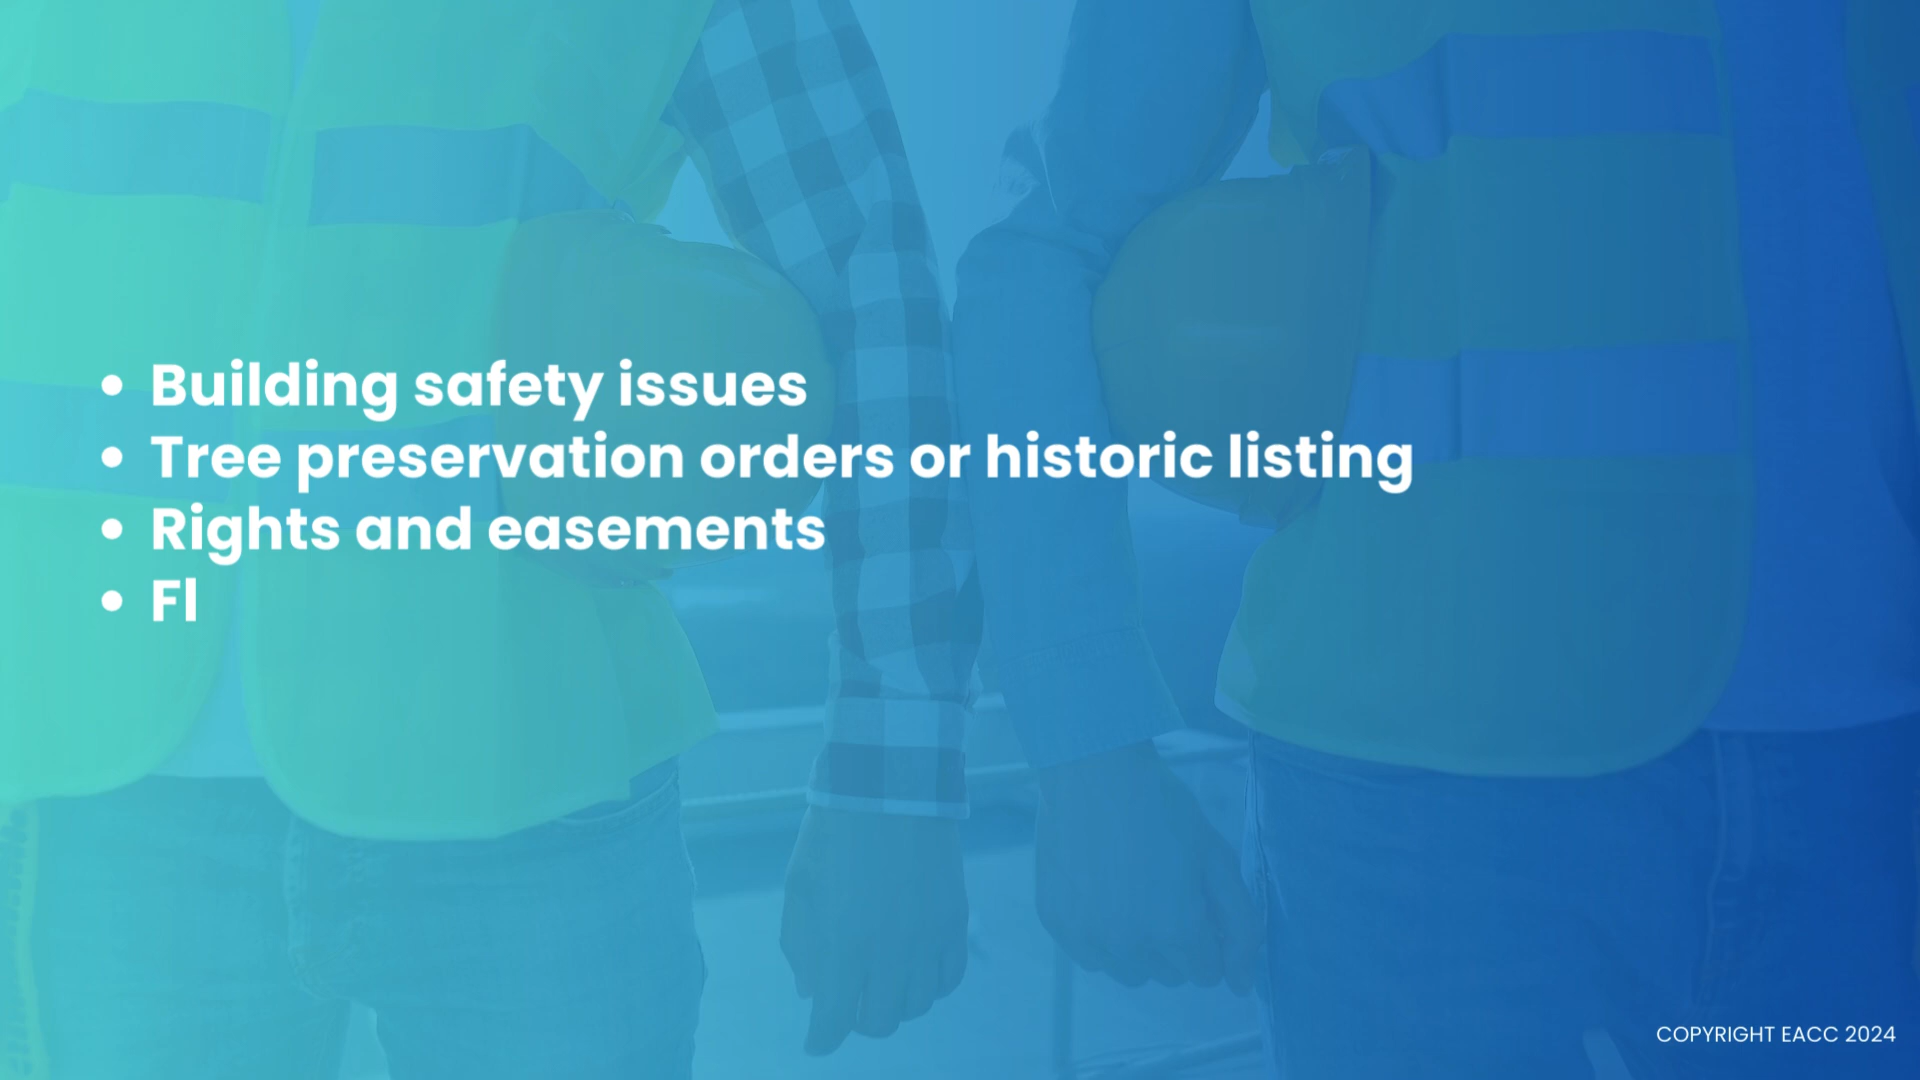 • Building safety issues
• Tree preservation orders or historic listing
• Rights and easements
• Fl
COPYRIGHT EACC 2024